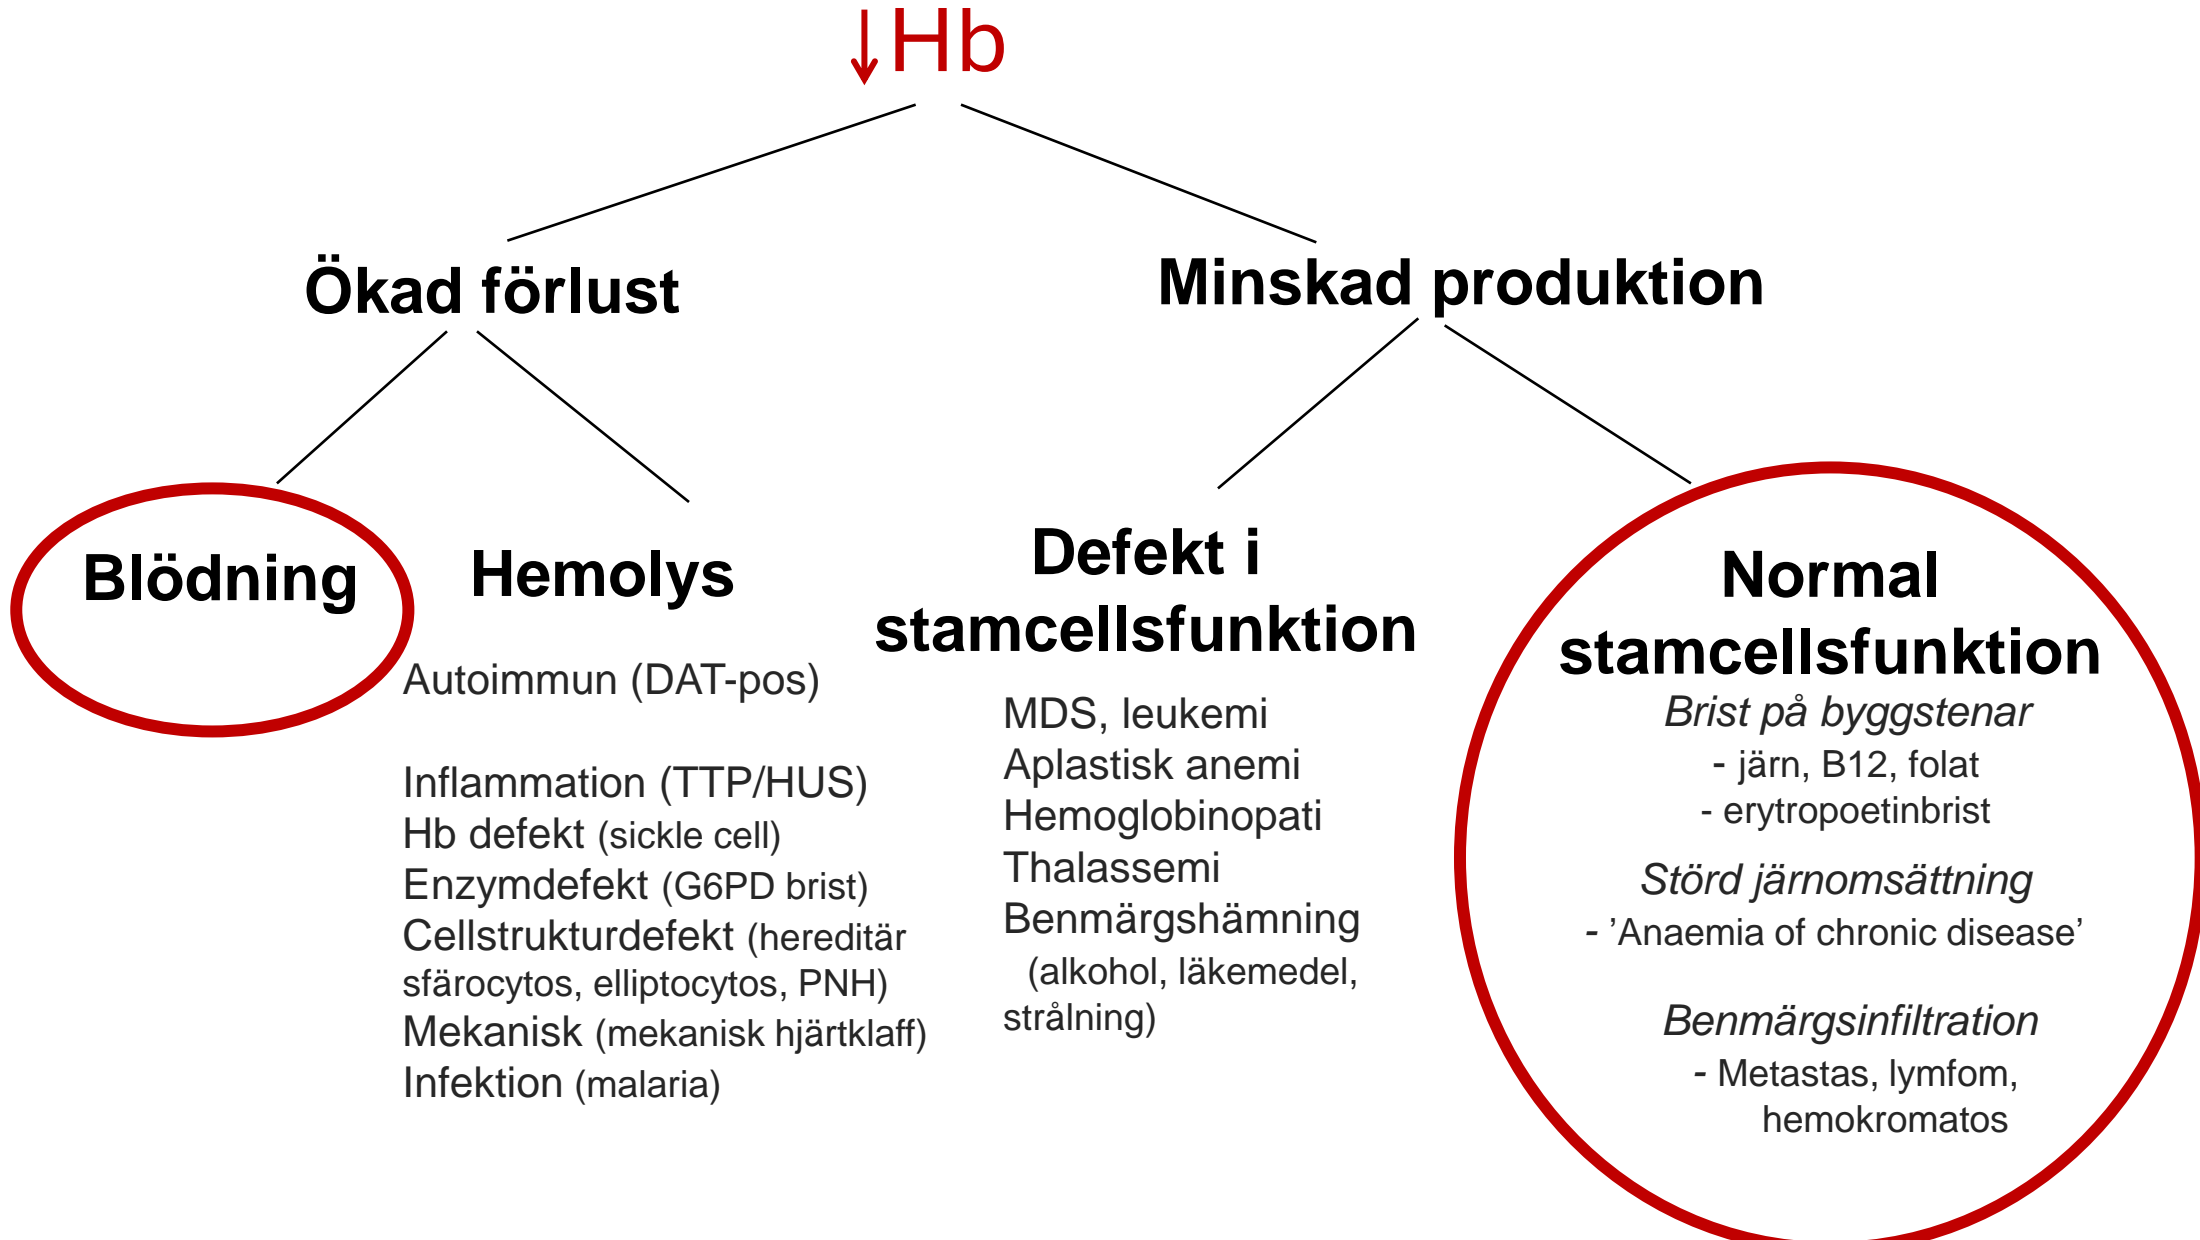 ↓Hb
Ökad förlust
Minskad produktion
Blödning
Hemolys
Autoimmun (DAT-pos)
Inflammation (TTP/HUS)
Hb defekt (sickle cell)
Enzymdefekt (G6PD brist)
Cellstrukturdefekt (hereditär
sfärocytos, elliptocytos, PNH)
Mekanisk (mekanisk hjärtklaff)
Infektion (malaria)
Defekt i
stamcellsfunktion
MDS, leukemi
Aplastisk anemi
Hemoglobinopati
Thalassemi
Benmärgshämning
(alkohol, läkemedel,
strålning)
Normal
stamcellsfunktion
Brist på byggstenar
- järn, B12, folat
- erytropoetinbrist
Störd järnomsättning
- ’Anaemia of chronic disease’
Benmärgsinfiltration
- Metastas, lymfom,
hemokromatos